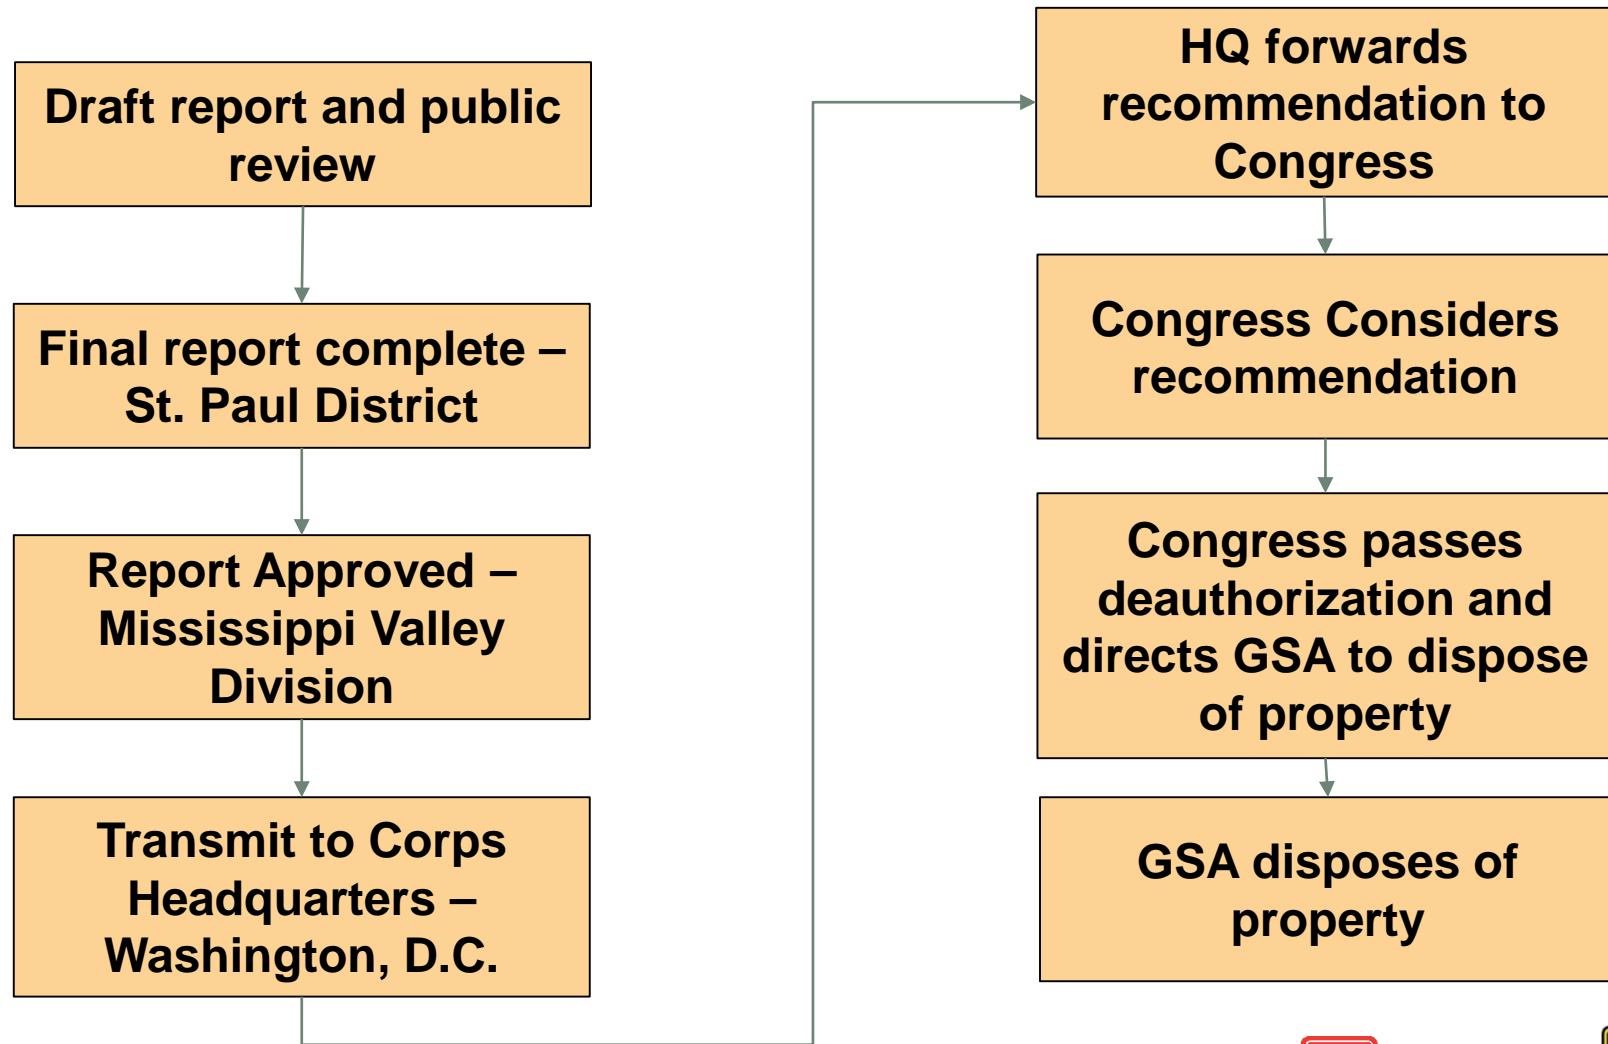 Draft report and public
review
Final report complete –
St. Paul District
Report Approved –
Mississippi Valley
Division
Transmit to Corps
Headquarters –
Washington, D.C.
HQ forwards
recommendation to
Congress
Congress Considers
recommendation
Congress passes
deauthorization and
directs GSA to dispose
of property
GSA disposes of
property